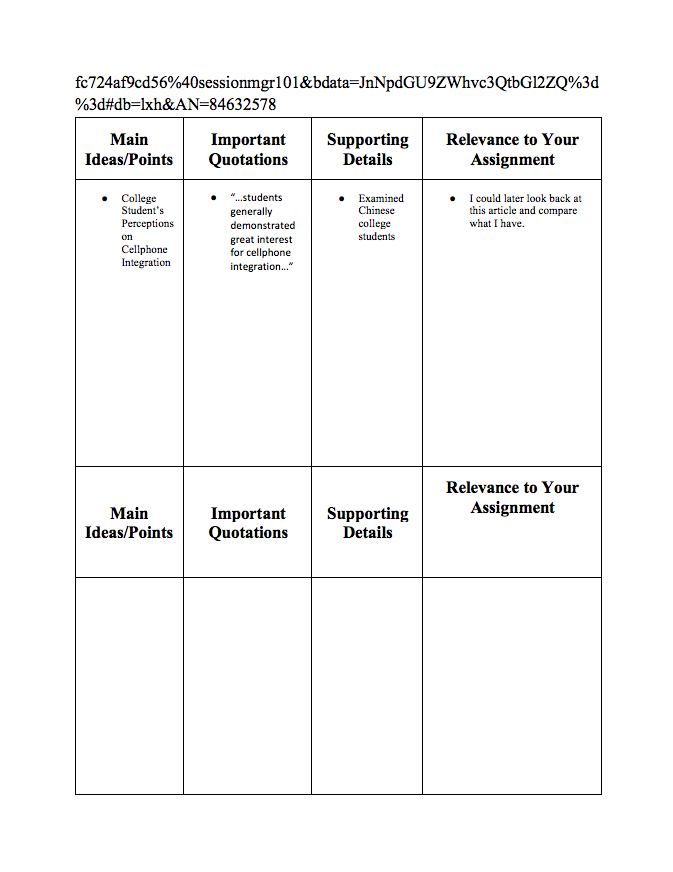 fc724af9cd56%40sessionmgr101&bdata=JnNpdGU9ZWhvc3QtbGl2ZQ%3d
%3d#db=lxh&AN=84632578
Main
Ideas/Points
Important
Quotations
Supporting
Details
Relevance to Your
Assignment
● College
Student’s
Perceptions
on
Cellphone
Integration
● “…students
generally
demonstrated
great interest
for cellphone
integration…”
● Examined
Chinese
college
students
● I could later look back at
this article and compare
what I have.
Main
Ideas/Points
Important
Quotations
Supporting
Details
Relevance to Your
Assignment